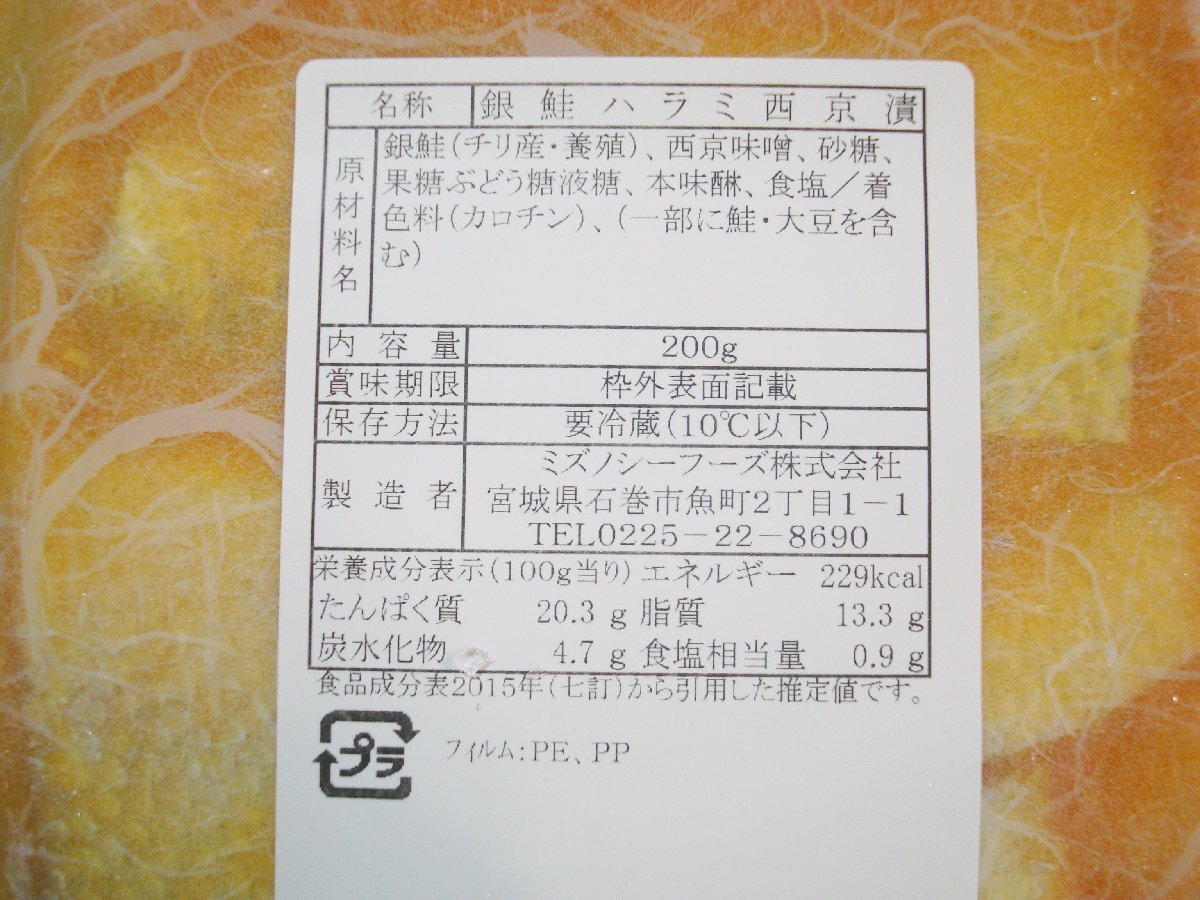 名称 銀鮭ハラミ西京漬
原材料名 銀鮭(チリ産・養殖)、西京味噌、砂糖、
果糖ぶどう糖液糖、本味醂、食塩／着
色料(カロチン)、(一部に鮭・大豆を含
む)
内容量 200g
賞味期限 枠外表面記載
保存方法 要冷蔵(10℃以下)
製造者 ミズノシーフーズ株式会社
宮城県石巻市魚町2丁目1－1
TEL0225－22－8690
栄養成分表示(100g当り) エネルギー 229kcal
たんぱく質 20.3 g 脂質 13.3 g
炭水化物 4.7 g 食塩相当量 0.9 g
食品成分表2015年(七訂)から引用した推定値です。
プラ フィルム:PE、PP